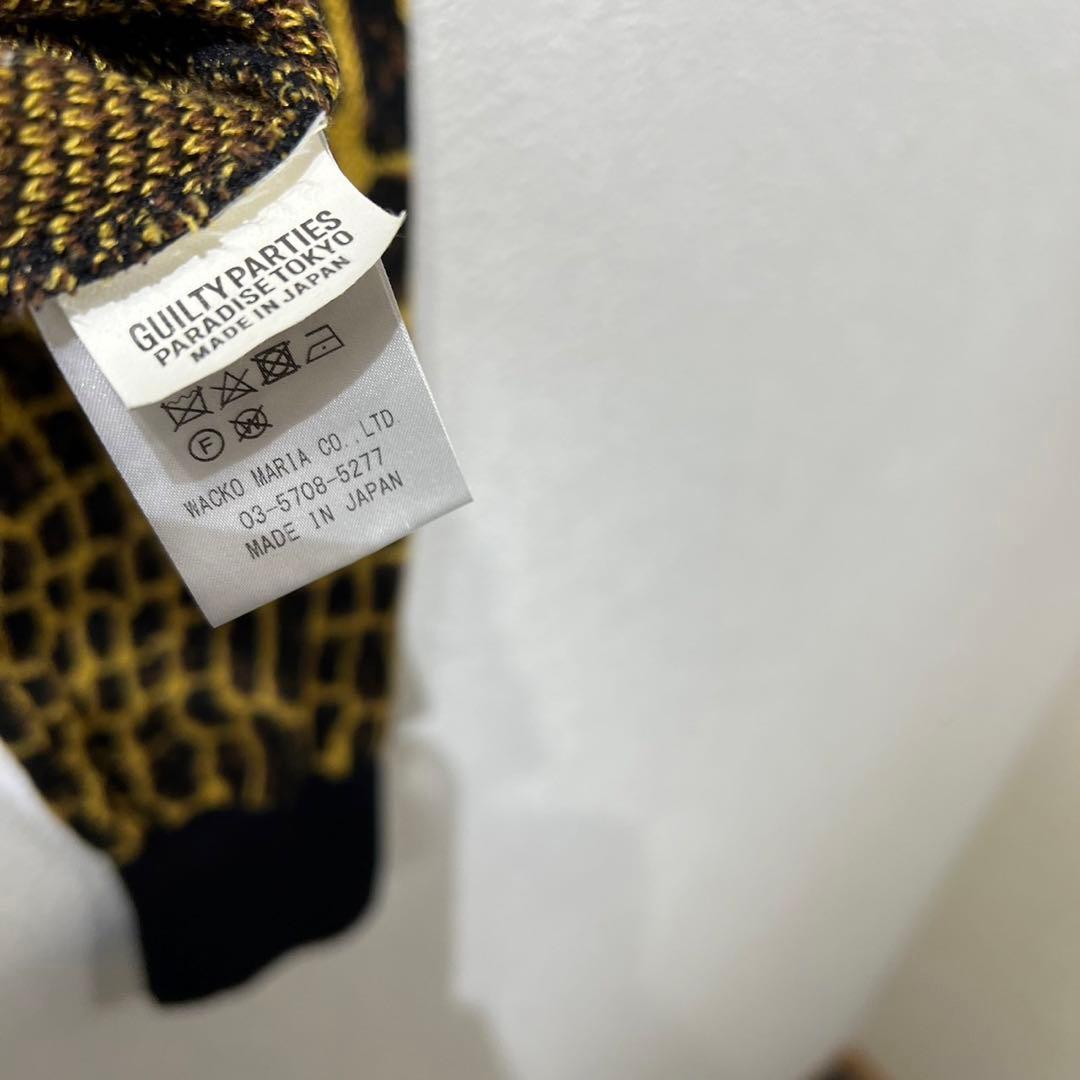 GUILTY PARTIES
PARADISE TOKYO
MADE IN JAPAN
F W
WACKO MARIA CO.,LTD
03-5708-5277
MADE IN JAPAN